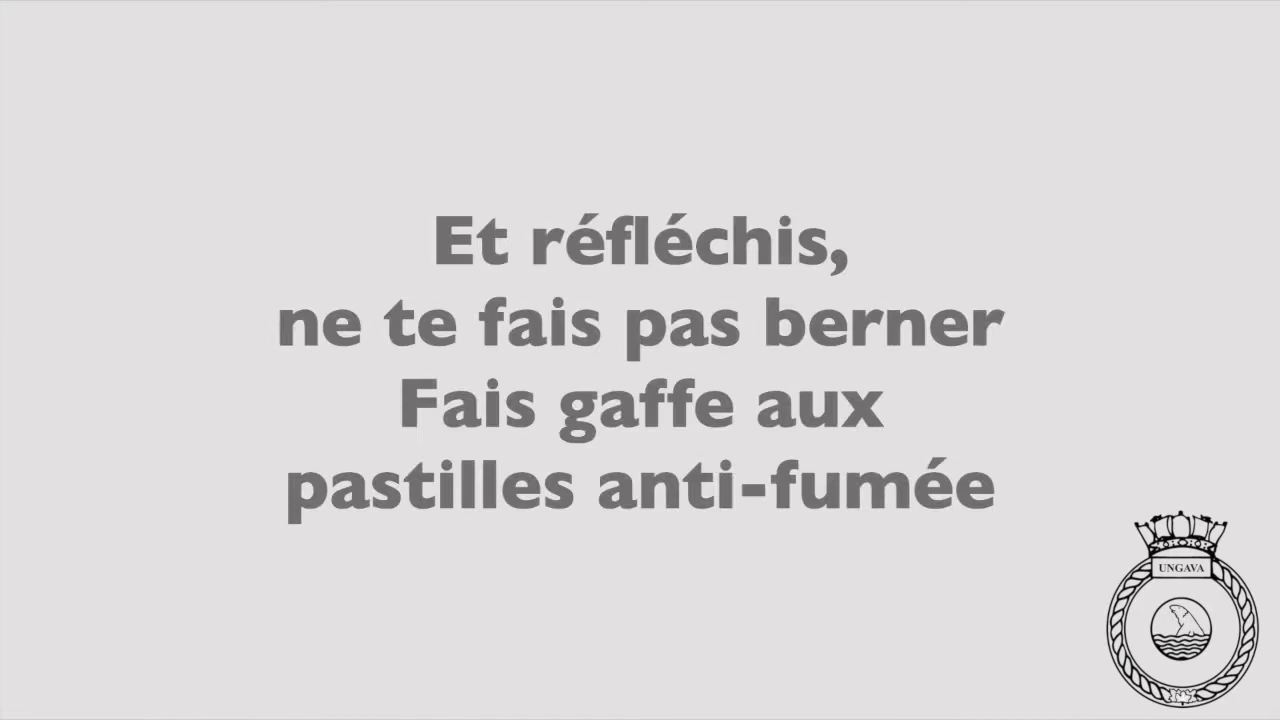 Et réfléchis,
ne te fais pas berner
Fais gaffe aux
pastilles anti-fumée
UNGAVA